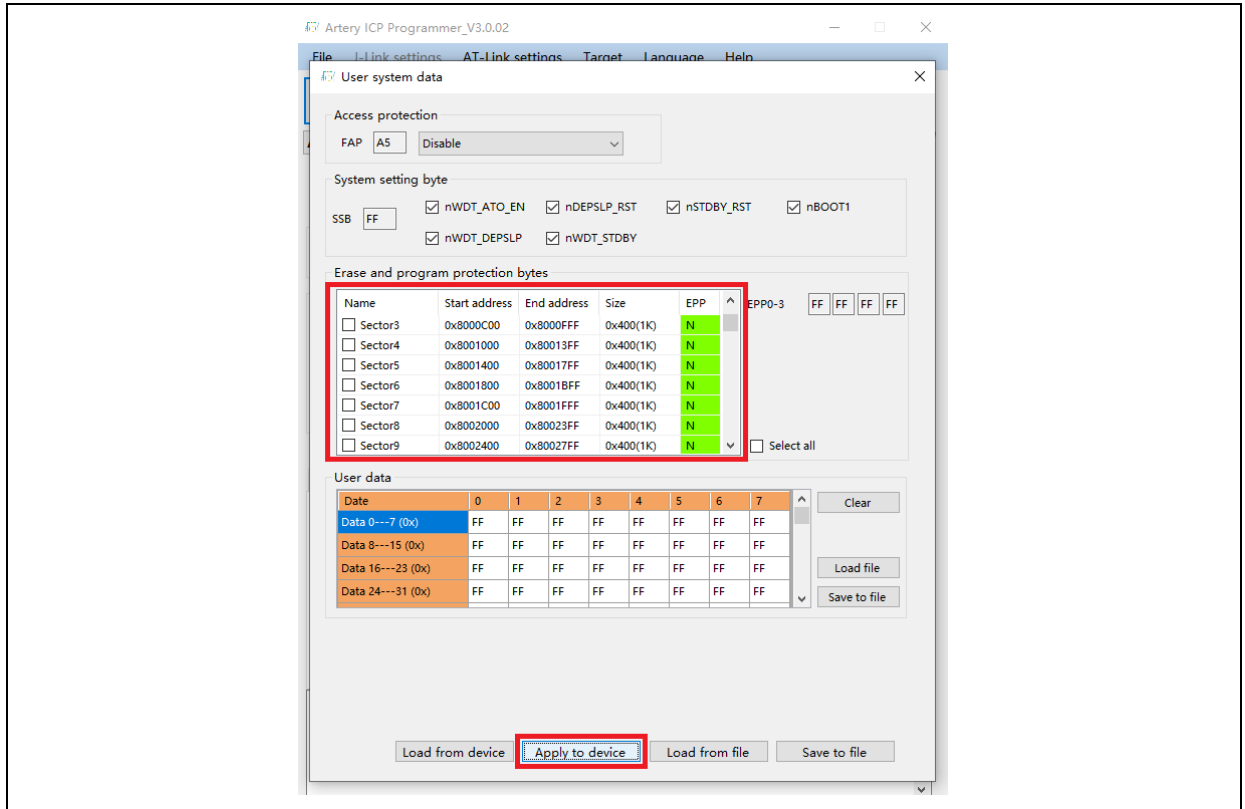 Artery ICP Programmer_V3.0.02
File J-Link settings AT-Link settings Target Language Help
User system data
Access protection
FAP A5 Disable
System setting byte
SSB FF
nWDT_ATO_EN nDEPSLP_RST nSTDBY_RST nBOOT1
nWDT_DEPSLP nWDT_STDBY
Erase and program protection bytes
Name Start address End address Size EPP
EPP0-3 FF FF FF FF
Sector3 0x8000C00 0x8000FFF 0x400(1K) N
Sector4 0x8001000 0x80013FF 0x400(1K) N
Sector5 0x8001400 0x80017FF 0x400(1K) N
Sector6 0x8001800 0x8001BFF 0x400(1K) N
Sector7 0x8001C00 0x8001FFF 0x400(1K) N
Sector8 0x8002000 0x80023FF 0x400(1K) N
Sector9 0x8002400 0x80027FF 0x400(1K) N
Select all
User data
Date 0 1 2 3 4 5 6 7
Clear
Data 0---7 (0x) FF FF FF FF FF FF FF FF
Data 8---15 (0x) FF FF FF FF FF FF FF FF
Data 16---23 (0x) FF FF FF FF FF FF FF FF
Load file
Data 24---31 (0x) FF FF FF FF FF FF FF FF
Save to file
Load from device Apply to device Load from file Save to file